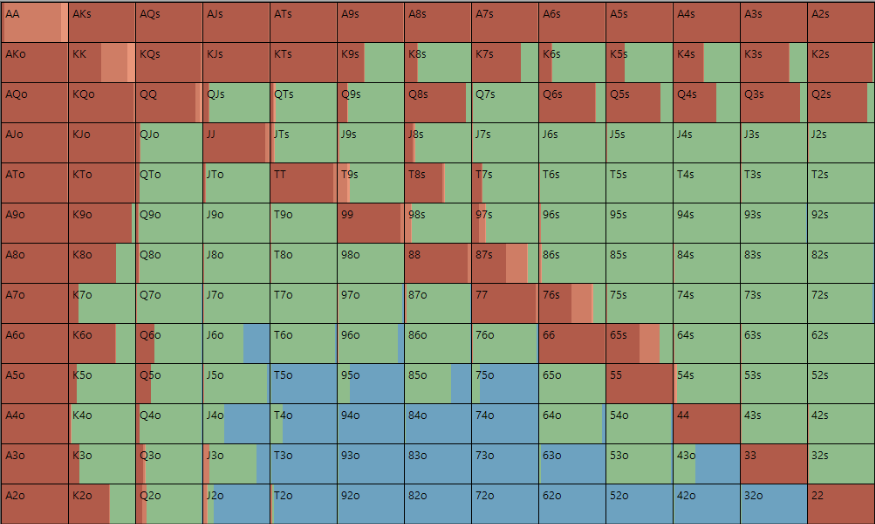 AA AKs AQs AJs ATs A9s A8s A7s A6s A5s A4s A3s A2s
AKo KK KQs KJs KTs K9s K8s K7s K6s K5s K4s K3s K2s
AQo KQo QQ QJs QTs Q9s Q8s Q7s Q6s Q5s Q4s Q3s Q2s
AJo KJo QJo JJ JTs J9s J8s J7s J6s J5s J4s J3s J2s
ATo KTo QTo JTo TT T9s T8s T7s T6s T5s T4s T3s T2s
A9o K9o Q9o J9o T9o 99 98s 97s 96s 95s 94s 93s 92s
A8o K8o Q8o J8o T8o 98o 88 87s 86s 85s 84s 83s 82s
A7o K7o Q7o J7o T7o 97o 87o 77 76s 75s 74s 73s 72s
A6o K6o Q6o J6o T6o 96o 86o 76o 66 65s 64s 63s 62s
A5o K5o Q5o J5o T5o 95o 85o 75o 65o 55 54s 53s 52s
A4o K4o Q4o J4o T4o 94o 84o 74o 64o 54o 44 43s 42s
A3o K3o Q3o J3o T3o 93o 83o 73o 63o 53o 43o 33 32s
A2o K2o Q2o J2o T2o 92o 82o 72o 62o 52o 42o 32o 22